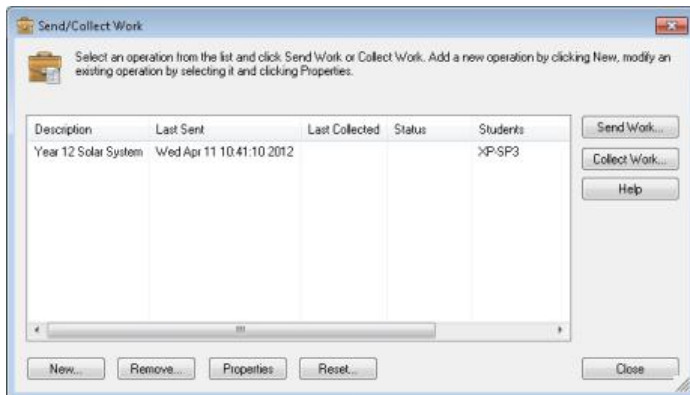 Send/Collect Work
Select an operation from the list and click Send Work or Collect Work. Add a new operation by clicking New, modify an
existing operation by selecting it and clicking Properties.
Description Last Sent Last Collected Status Students
Year 12 Solar System Wed Apr 11 10:41:10 2012 XP-SP3
Send Work...
Collect Work...
Help
New... Remove... Properties Reset... Close